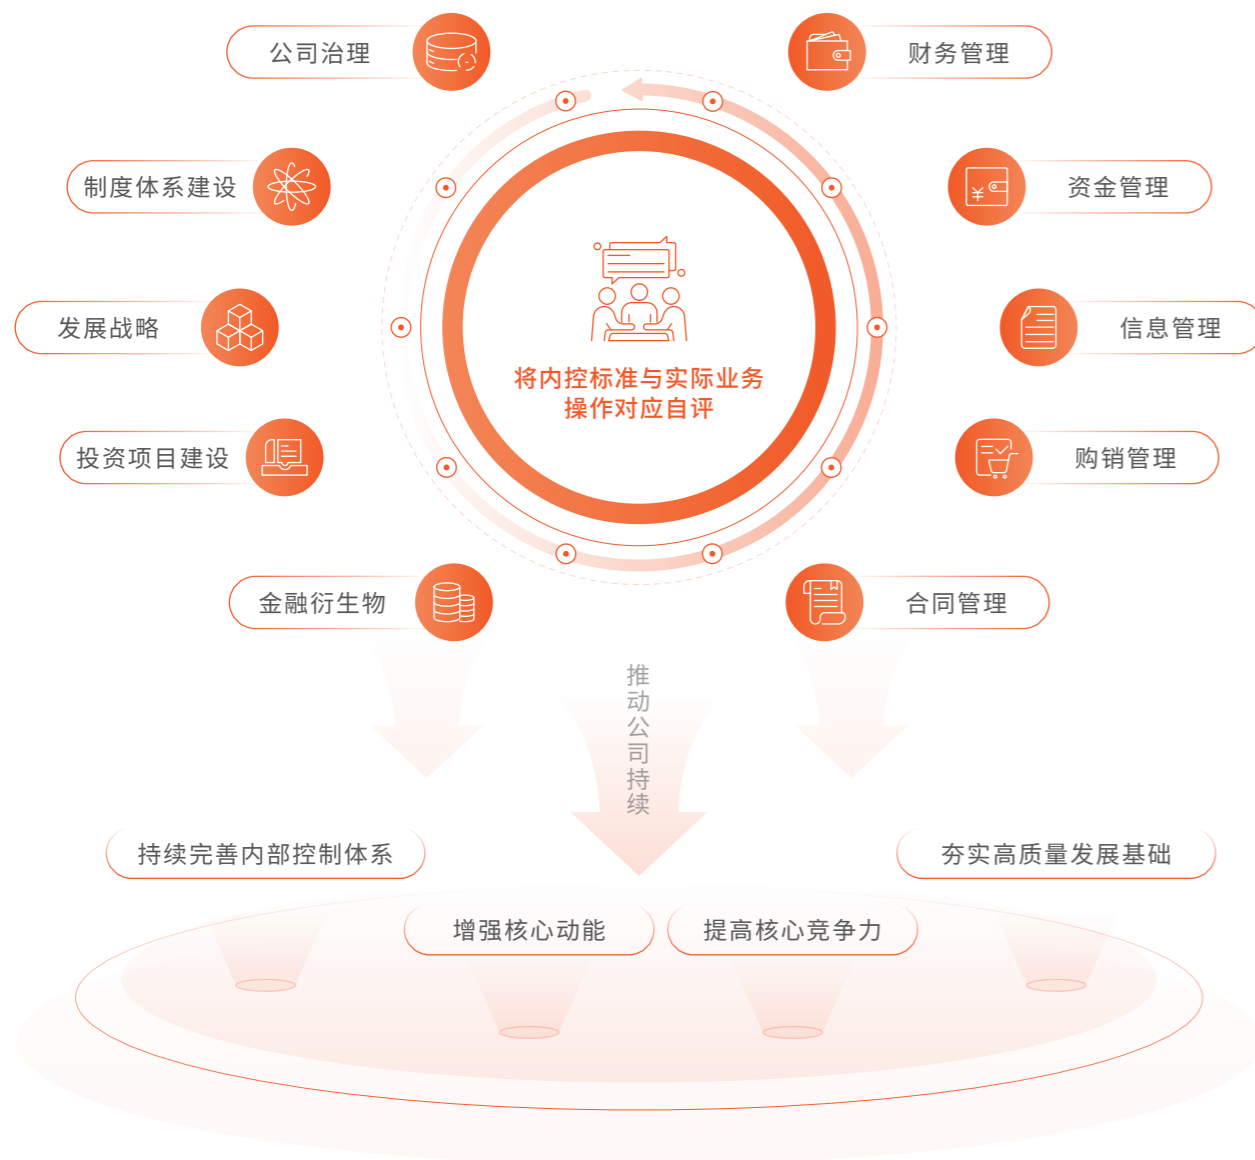 公司治理
财务管理
制度体系建设
资金管理
发展战略
信息管理
将内控标准与实际业务
操作对应自评
投资项目建设
购销管理
金融衍生物
合同管理
推动公司持续
持续完善内部控制体系
夯实高质量发展基础
增强核心动能
提高核心竞争力